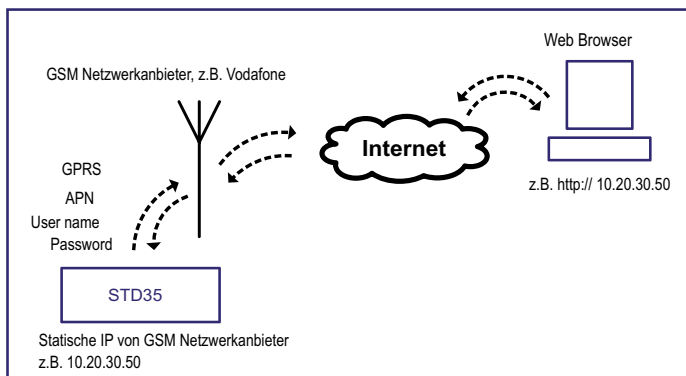 Web Browser
GSM Netzwerkanbieter, z.B. Vodafone
Internet
GPRS
APN
User name
Password
z.B. http:// 10.20.30.50
STD35
Statische IP von GSM Netzwerkanbieter
z.B. 10.20.30.50